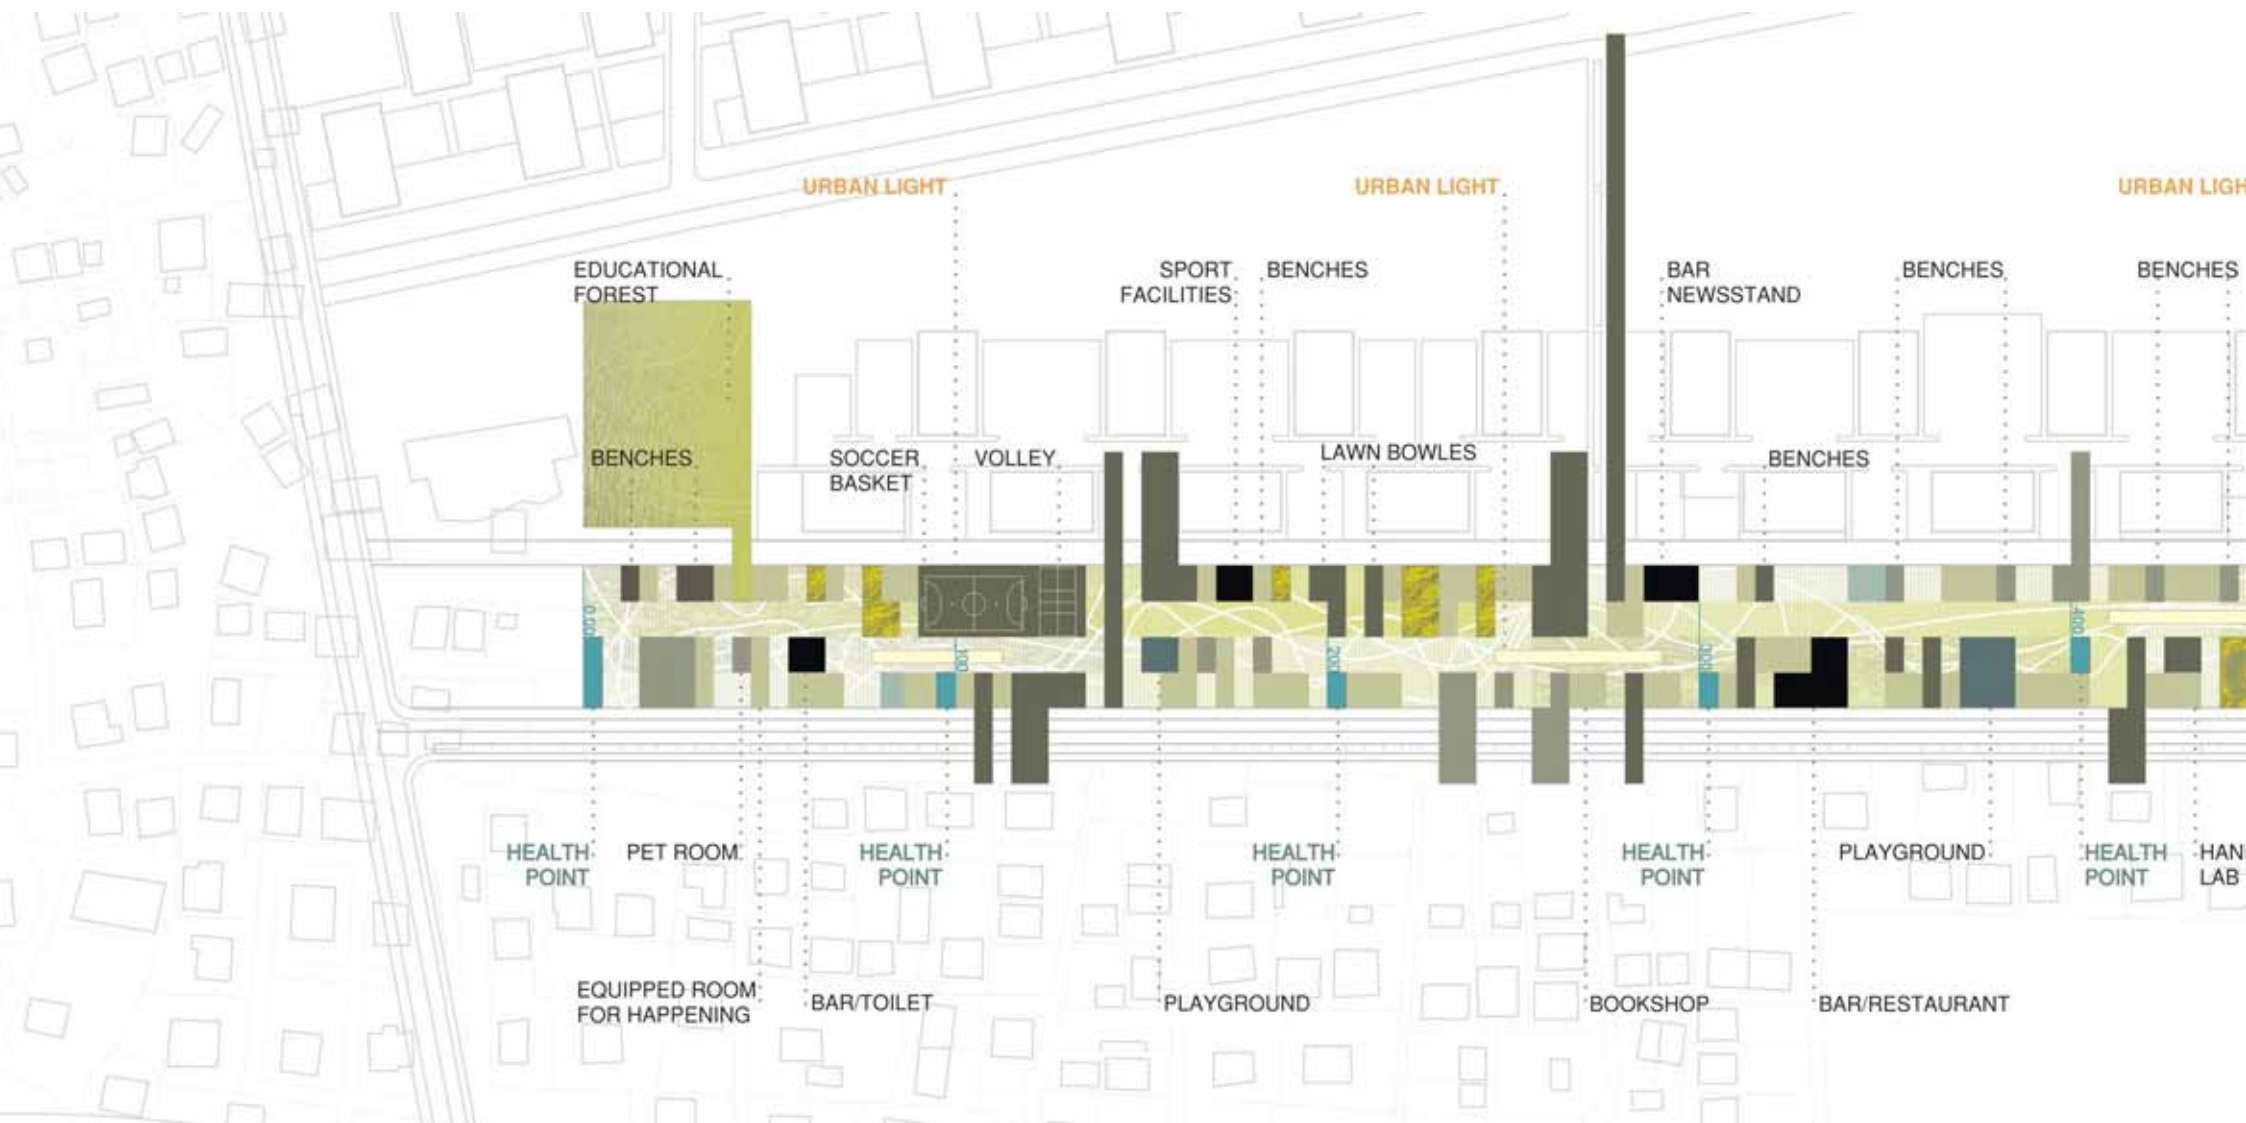 URBAN LIGHT
URBAN LIGHT
URBAN LIGH
EDUCATIONAL
FOREST
SPORT
FACILITIES
BENCHES
BAR
NEWSSTAND
BENCHES
BENCHES
BENCHES
SOCCER
BASKET
VOLLEY
LAWN BOWLES
BENCHES
0.00
100
200
300
400
HEALTH
POINT
PET ROOM
HEALTH
POINT
HEALTH
POINT
HEALTH
POINT
PLAYGROUND
HEALTH
POINT
HAN
LAB
EQUIPPED ROOM
FOR HAPPENING
BAR/TOILET
PLAYGROUND
BOOKSHOP
BAR/RESTAURANT